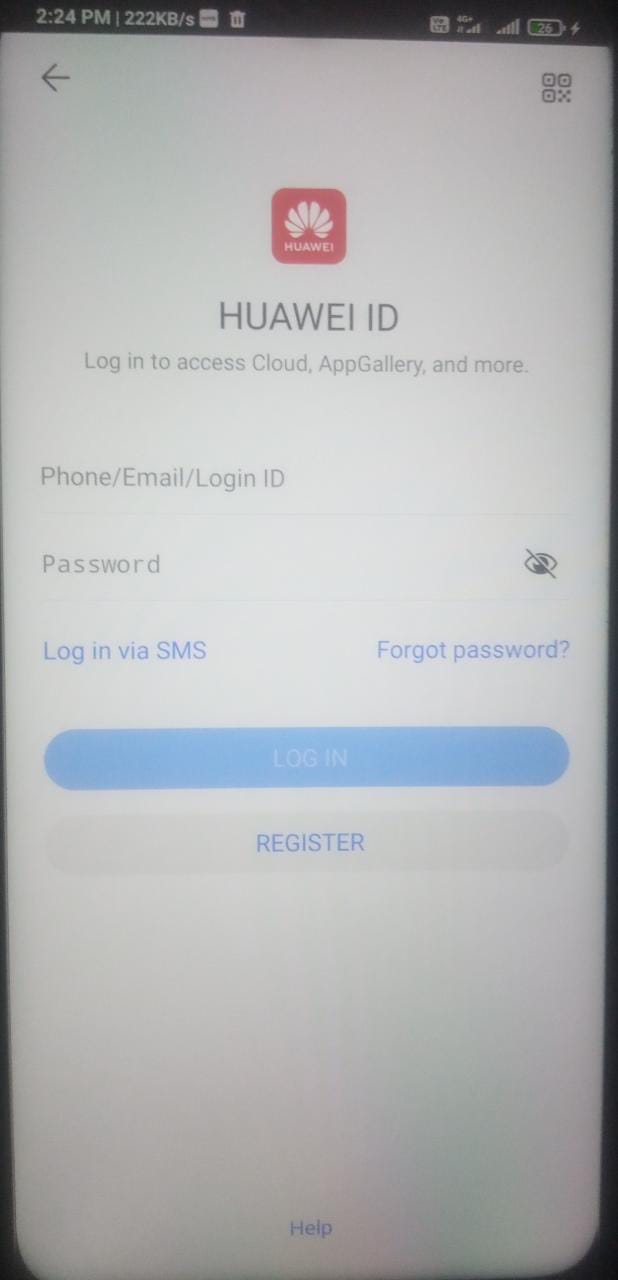 2:24 PM | 222KB/s
4G+
26
HUAWEI
HUAWEI ID
Log in to access Cloud, AppGallery, and more.
Phone/Email/Login ID
Password
Log in via SMS Forgot password?
LOG IN
REGISTER
Help